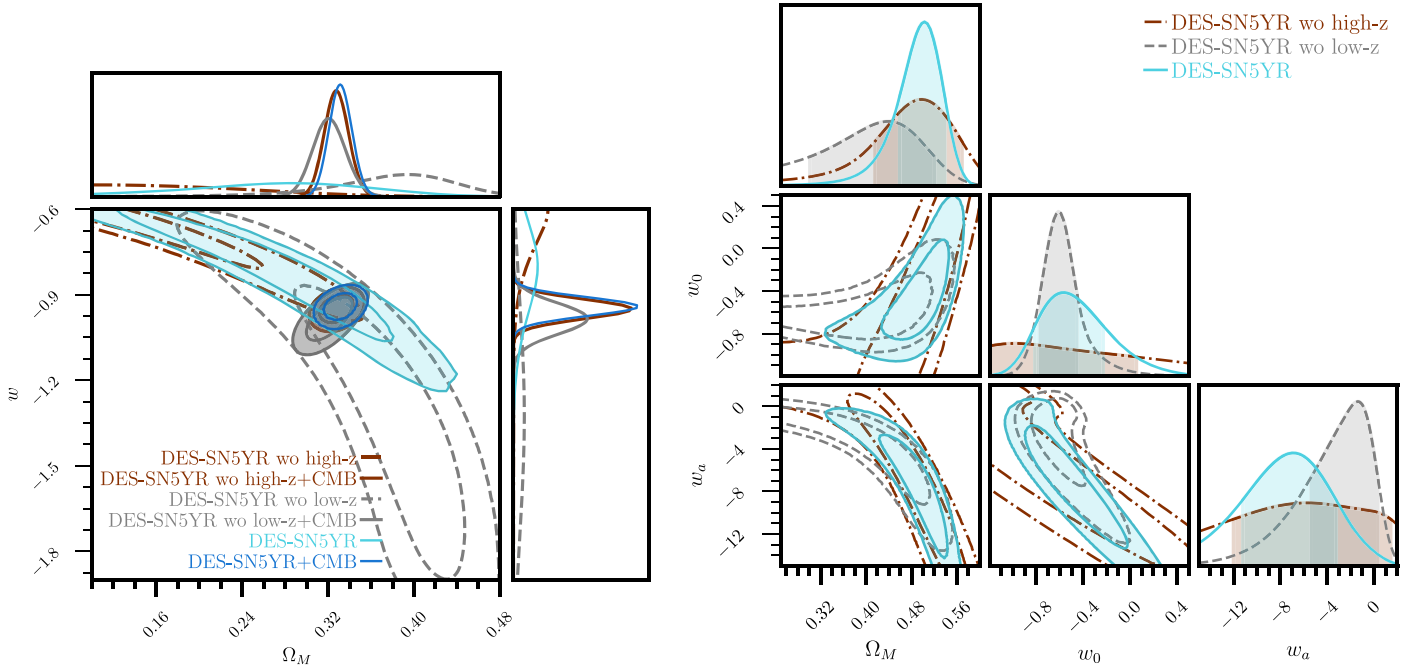 DES-SN5YR wo high-z
DES-SN5YR wo low-z
DES-SN5YR
−0.6
−0.9
−1.2
−1.5
−1.8
w
DES-SN5YR wo high-z
DES-SN5YR wo high-z+CMB
DES-SN5YR wo low-z
DES-SN5YR wo low-z+CMB
DES-SN5YR
DES-SN5YR+CMB
0.16
0.24
0.32
0.40
0.48
Ω_M
0.4
0.0
−0.4
−0.8
w_0
0
−4
−8
−12
w_a
0.32
0.40
0.48
0.56
Ω_M
−0.8
−0.4
0.0
0.4
w_0
−12
−8
−4
0
w_a